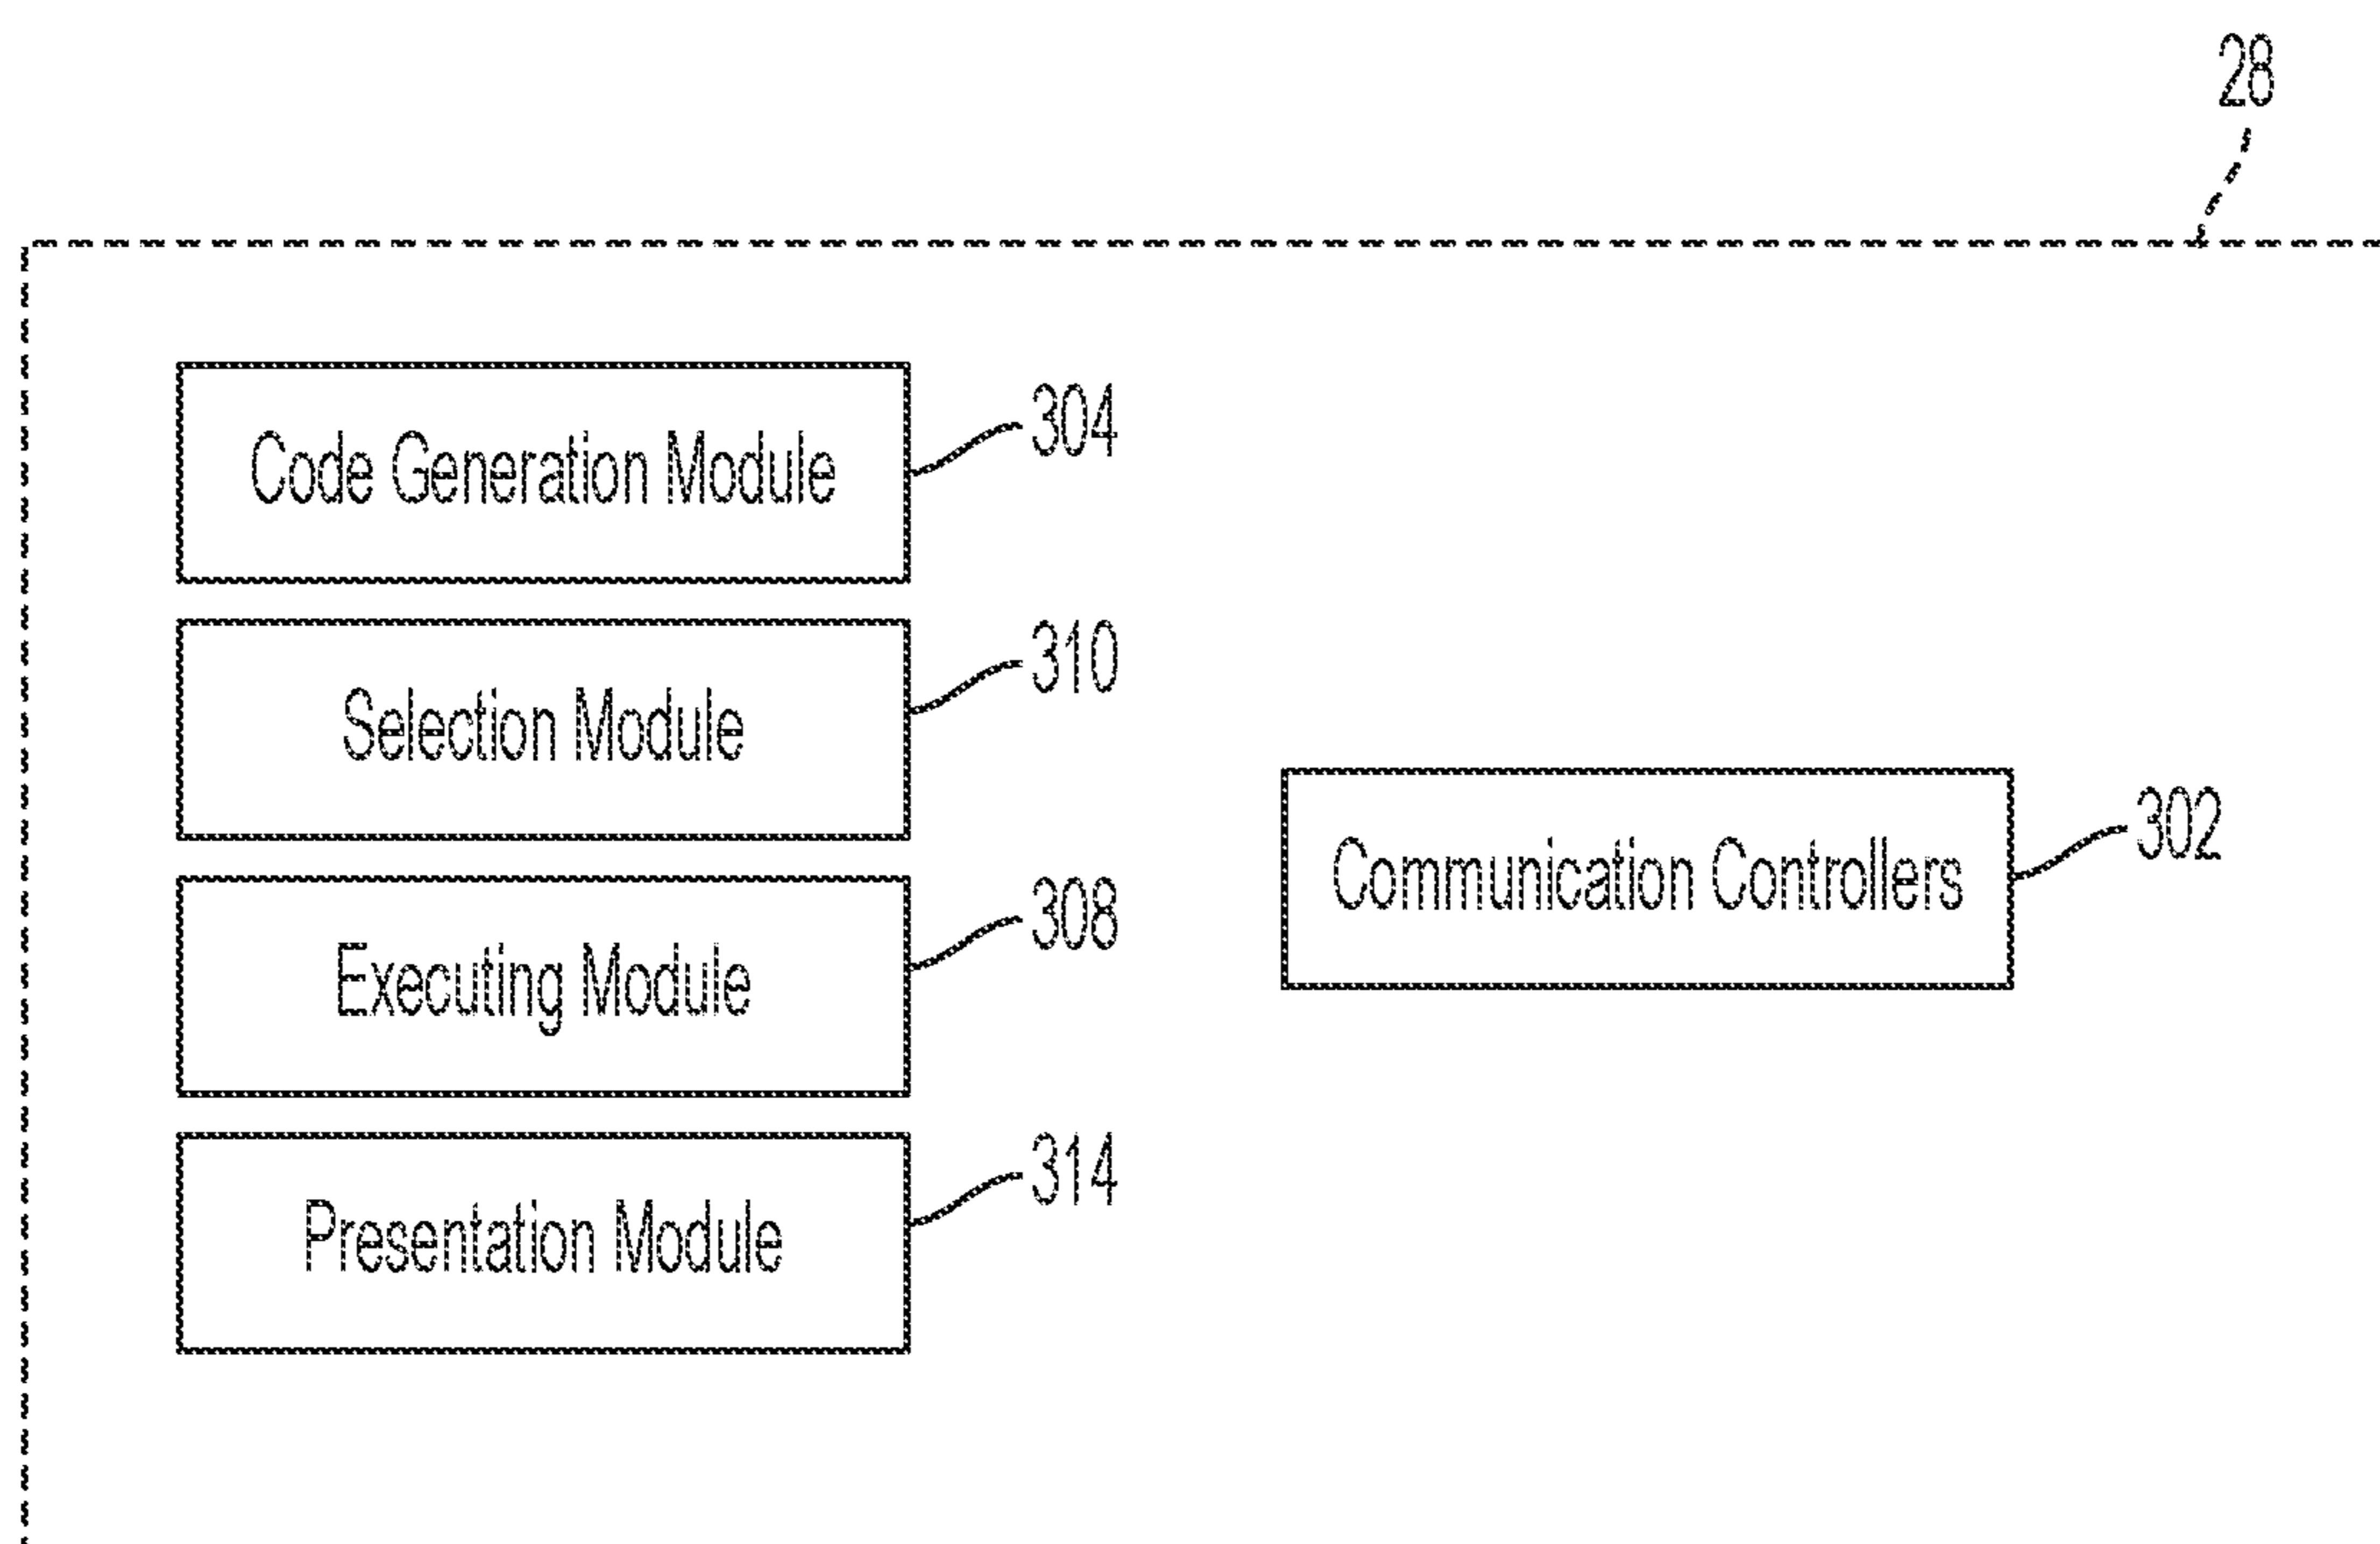 28
Code Generation Module
304
Selection Module
310
Executing Module
308
Communication Controllers
302
Presentation Module
314